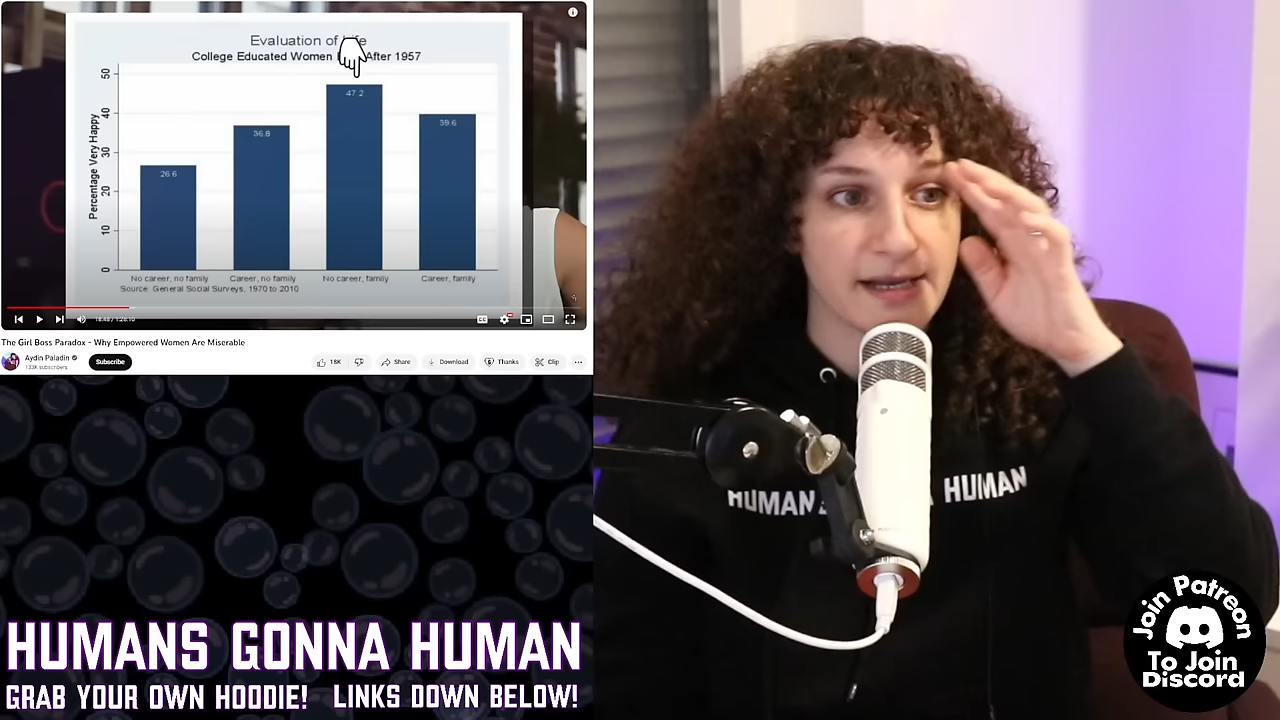 Evaluation of
College Educated Women After 1957
Percentage Very Happy
50
40
30
20
10
0
26.6
36.8
47.2
39.6
No career, no family
Career, no family
No career, family
Career, family
Source: General Social Surveys, 1970 to 2010
The Girl Boss Paradox - Why Empowered Women Are Miserable
Aydin Paladin
133K subscribers
Subscribe
18K
Share
Download
Thanks
Clip
HUMANS GONNA HUMAN
GRAB YOUR OWN HOODIE! LINKS DOWN BELOW!
HUMAN
Join Patreon
To Join
Discord